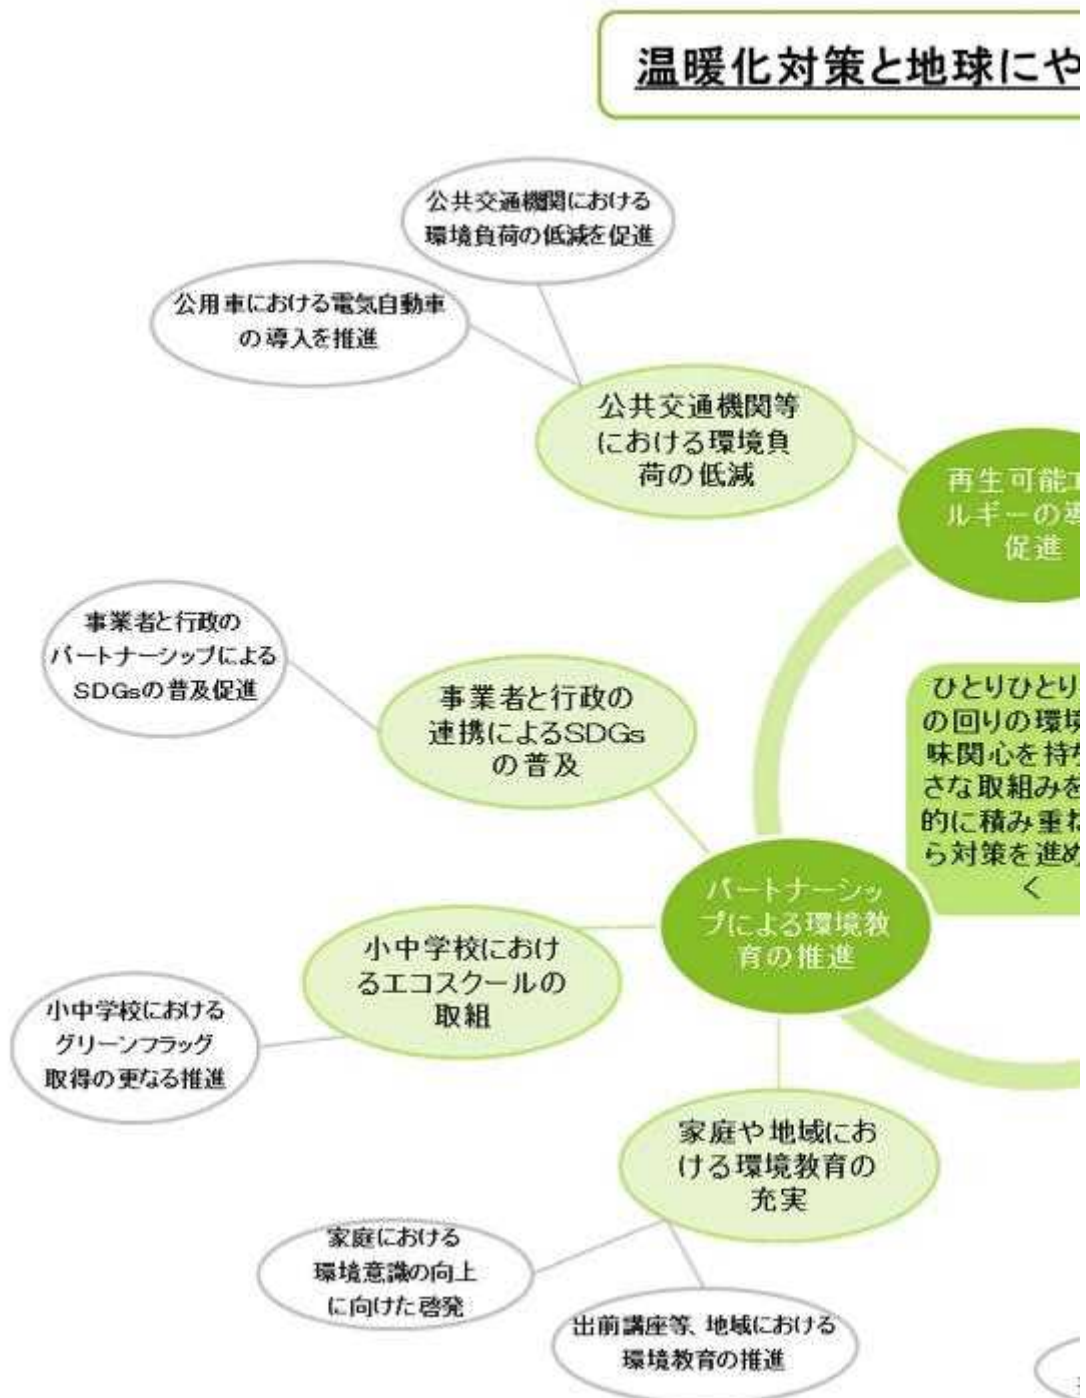 温暖化対策と地球にや
公共交通機関における
環境負荷の低減を促進
公用車における電気自動車
の導入を推進
公共交通機関等
における環境負
荷の低減
再生可能エ
ルギーの導
促進
事業者と行政の
パートナーシップによる
SDGsの普及促進
事業者と行政の
連携によるSDGs
の普及
ひとりひとり
の回りの環境
味関心を持ち
さな取組みを
的に積み重ね
ら対策を進め
く
パートナーシッ
プによる環境教
育の推進
小中学校におけ
るエコスクールの
取組
小中学校における
グリーンフラッグ
取得の更なる推進
家庭や地域にお
ける環境教育の
充実
家庭における
環境意識の向上
に向けた啓発
出前講座等、地域における
環境教育の推進